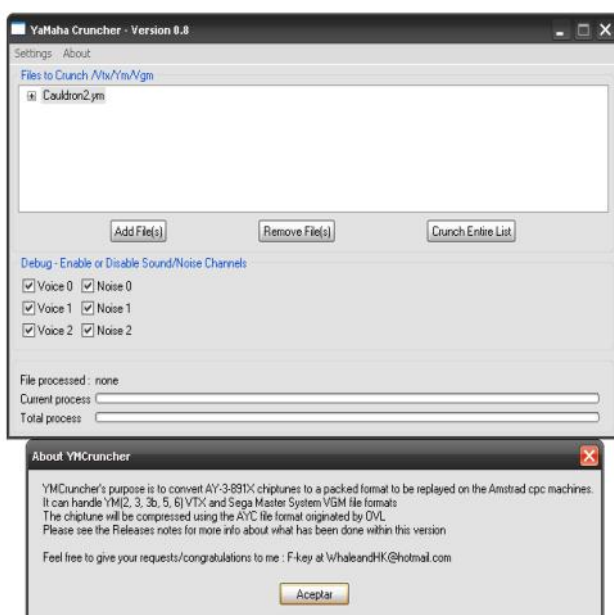 YaMaha Cruncher - Version 0.8
Settings About
Files to Crunch /Vtx/Ym/Vgm
Cauldron2.ym
Add File(s) Remove File(s) Crunch Entire List
Debug - Enable or Disable Sound/Noise Channels
Voice 0 Noise 0
Voice 1 Noise 1
Voice 2 Noise 2
File processed : none
Current process
Total process
About YMCruncher
YMCruncher's purpose is to convert AY-3-891X chiptunes to a packed format to be replayed on the Amstrad cpc machines.
It can handle YM(2, 3, 3b, 5, 6) VTX and Sega Master System VGM file formats
The chiptune will be compressed using the AYC file format originated by OVL
Please see the Releases notes for more info about what has been done within this version
Feel free to give your requests/congratulations to me : F-key at WhaleandHK@hotmail.com
Aceptar